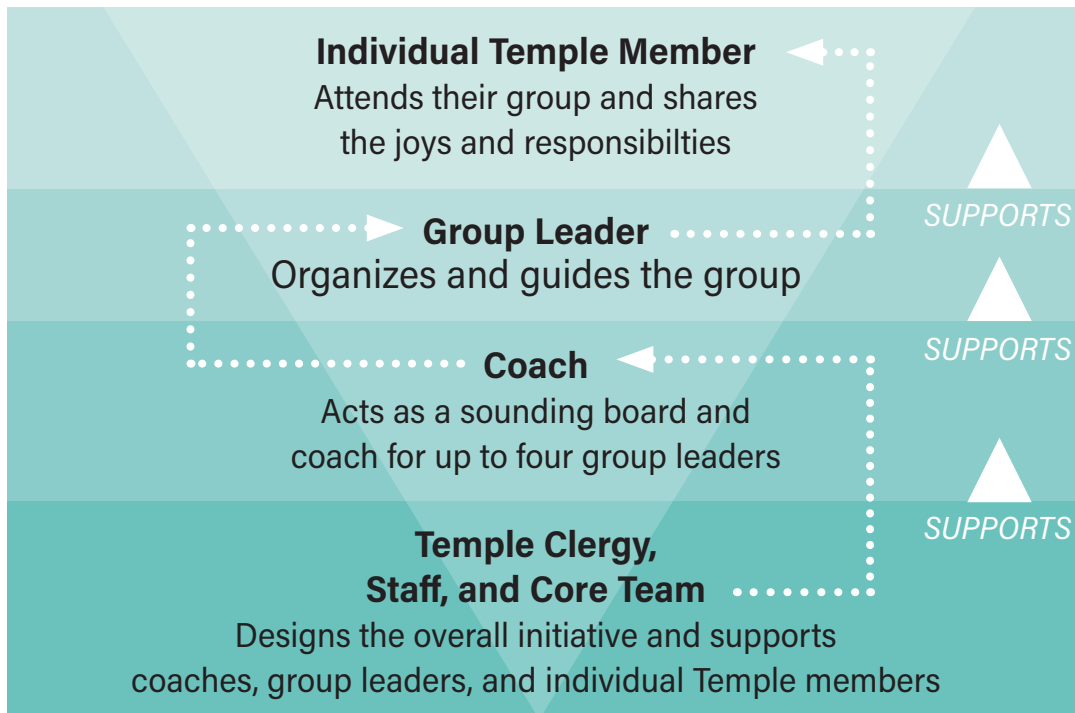 Individual Temple Member
Attends their group and shares
the joys and responsibilties
SUPPORTS
Group Leader
Organizes and guides the group
SUPPORTS
Coach
Acts as a sounding board and
coach for up to four group leaders
SUPPORTS
Temple Clergy,
Staff, and Core Team
Designs the overall initiative and supports
coaches, group leaders, and individual Temple members